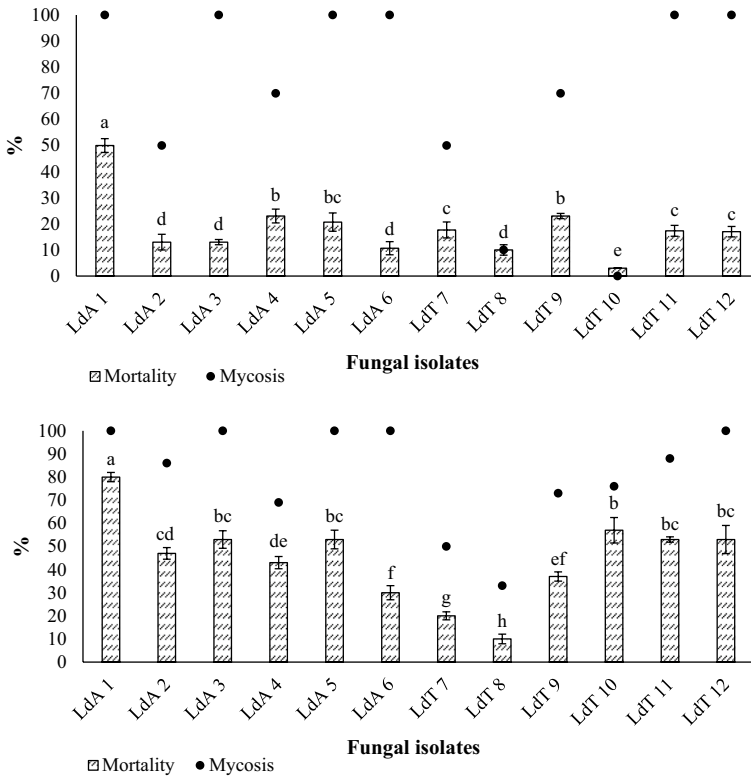 100
90
80
70
60
50
40
30
20
10
0
%
a
d
d
b
bc
d
c
d
b
e
c
c
LdA 1
LdA 2
LdA 3
LdA 4
LdA 5
LdA 6
LdT 7
LdT 8
LdT 9
LdT 10
LdT 11
LdT 12
Fungal isolates
Mortality
Mycosis
100
90
80
70
60
50
40
30
20
10
0
%
a
cd
bc
de
bc
f
g
h
ef
b
bc
bc
LdA 1
LdA 2
LdA 3
LdA 4
LdA 5
LdA 6
LdT 7
LdT 8
LdT 9
LdT 10
LdT 11
LdT 12
Fungal isolates
Mortality
Mycosis